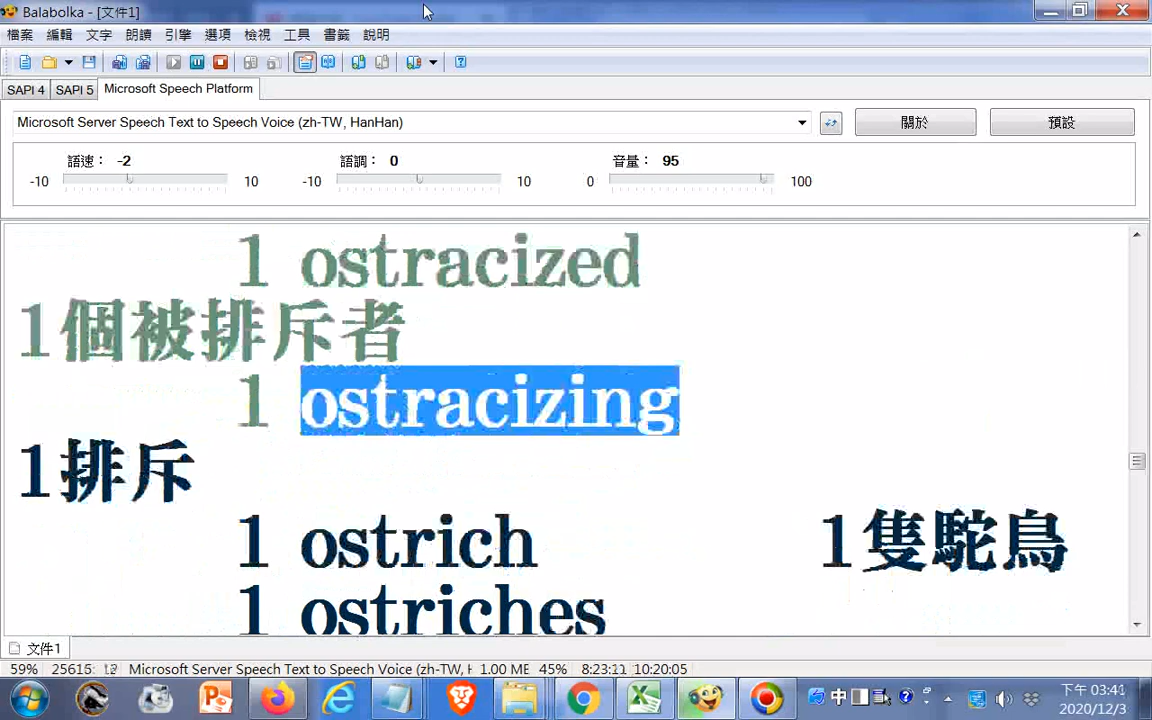 Balabolka - [文件1]
檔案 編輯 文字 朗讀 引擎 選項 檢視 工具 書籤 說明
SAPI 4 SAPI 5 Microsoft Speech Platform
Microsoft Server Speech Text to Speech Voice (zh-TW, HanHan) 關於 預設
語速： -2 語調： 0 音量： 95
-10 10 -10 10 0 100
1 ostracized
1個被排斥者
1 ostracizing
1排斥
1 ostrich 1隻駝鳥
1 ostriches
文件1
59% Microsoft Server Speech Text to Speech Voice (zh-TW, H 1.00 ME 45% 8:23:11 10:20:05
中 下午 03:41
2020/12/3